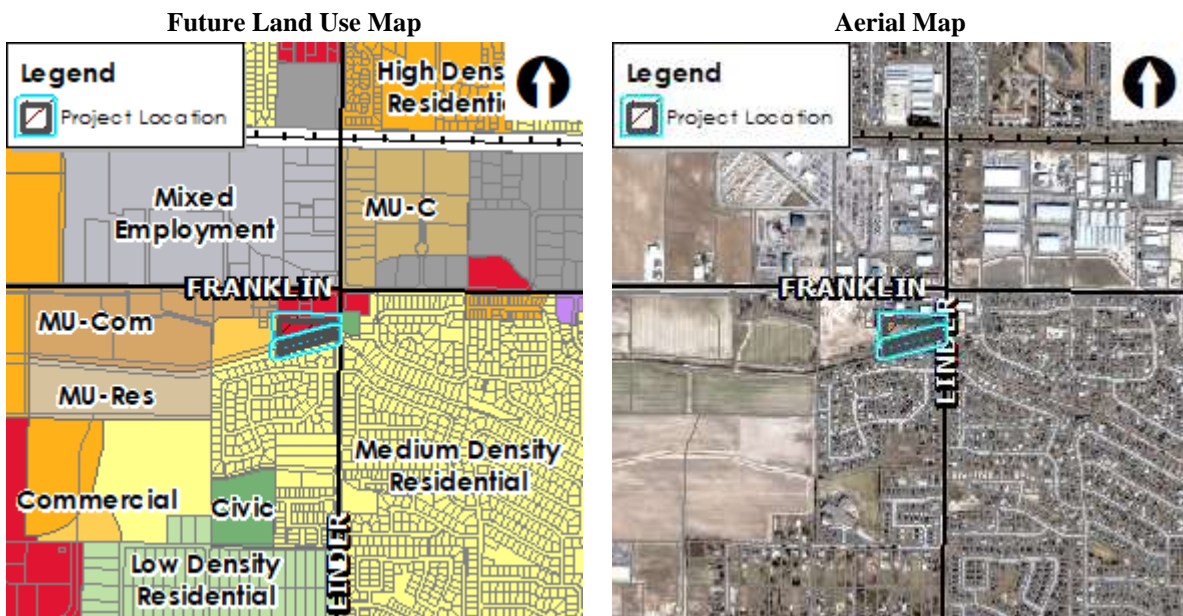 Future Land Use Map
Legend
Project Location
High Dens
Residenti
Mixed
Employment
MU-C
FRANKLIN
MU-Com
MU-Res
Medium Density
Residential
Commercial
Civic
LINDER
Low Density
Residential
Aerial Map
Legend
Project Location
FRANKLIN
LINDER